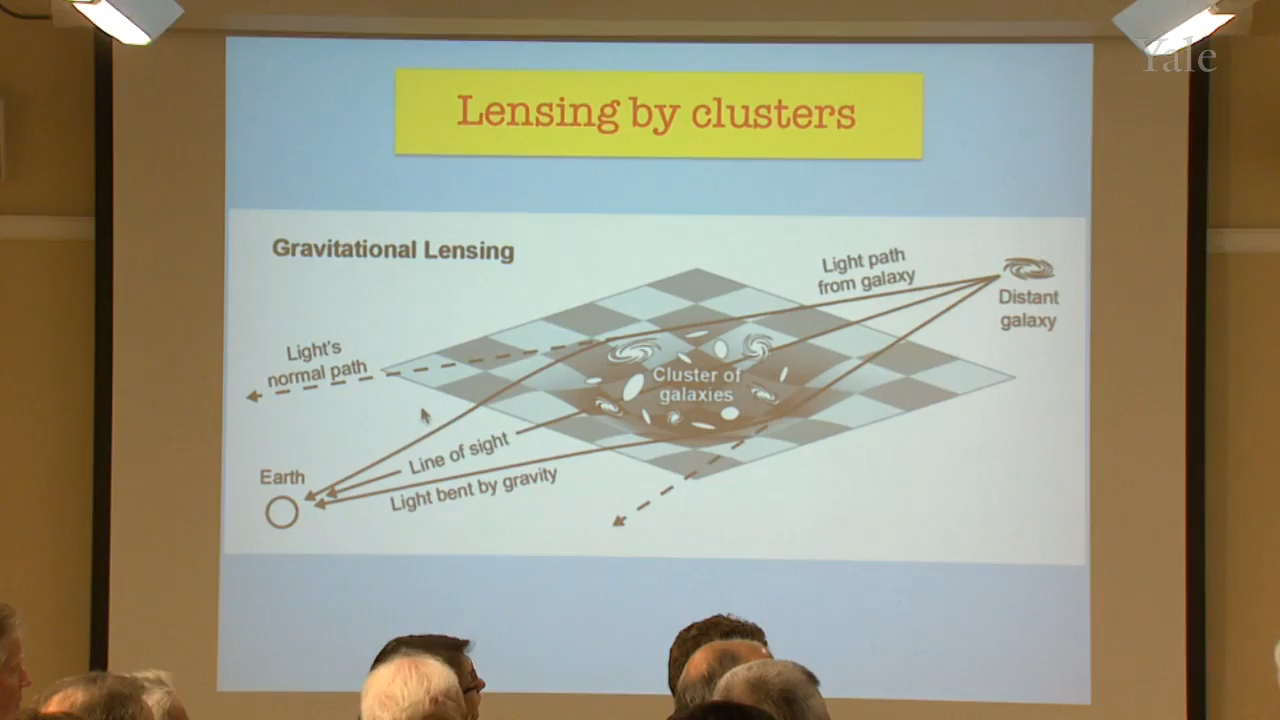 Yale
Lensing by clusters
Gravitational Lensing
Light path
from galaxy
Distant
galaxy
Light's
normal path
Cluster of
galaxies
Line of sight
Earth
Light bent by gravity